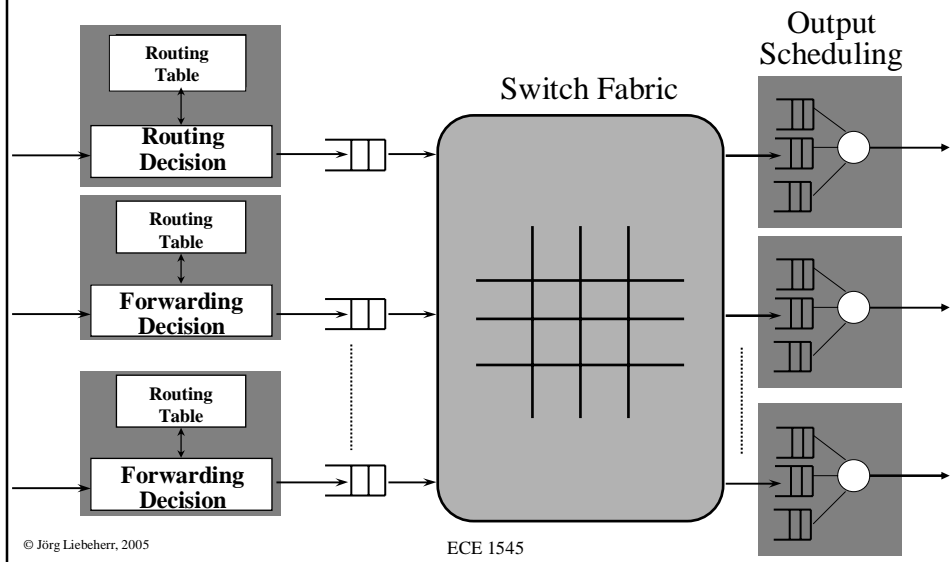 Output
Scheduling
Routing
Table
Switch Fabric
Routing
Decision
Routing
Table
Forwarding
Decision
Routing
Table
Forwarding
Decision
© Jörg Liebeherr, 2005
ECE 1545